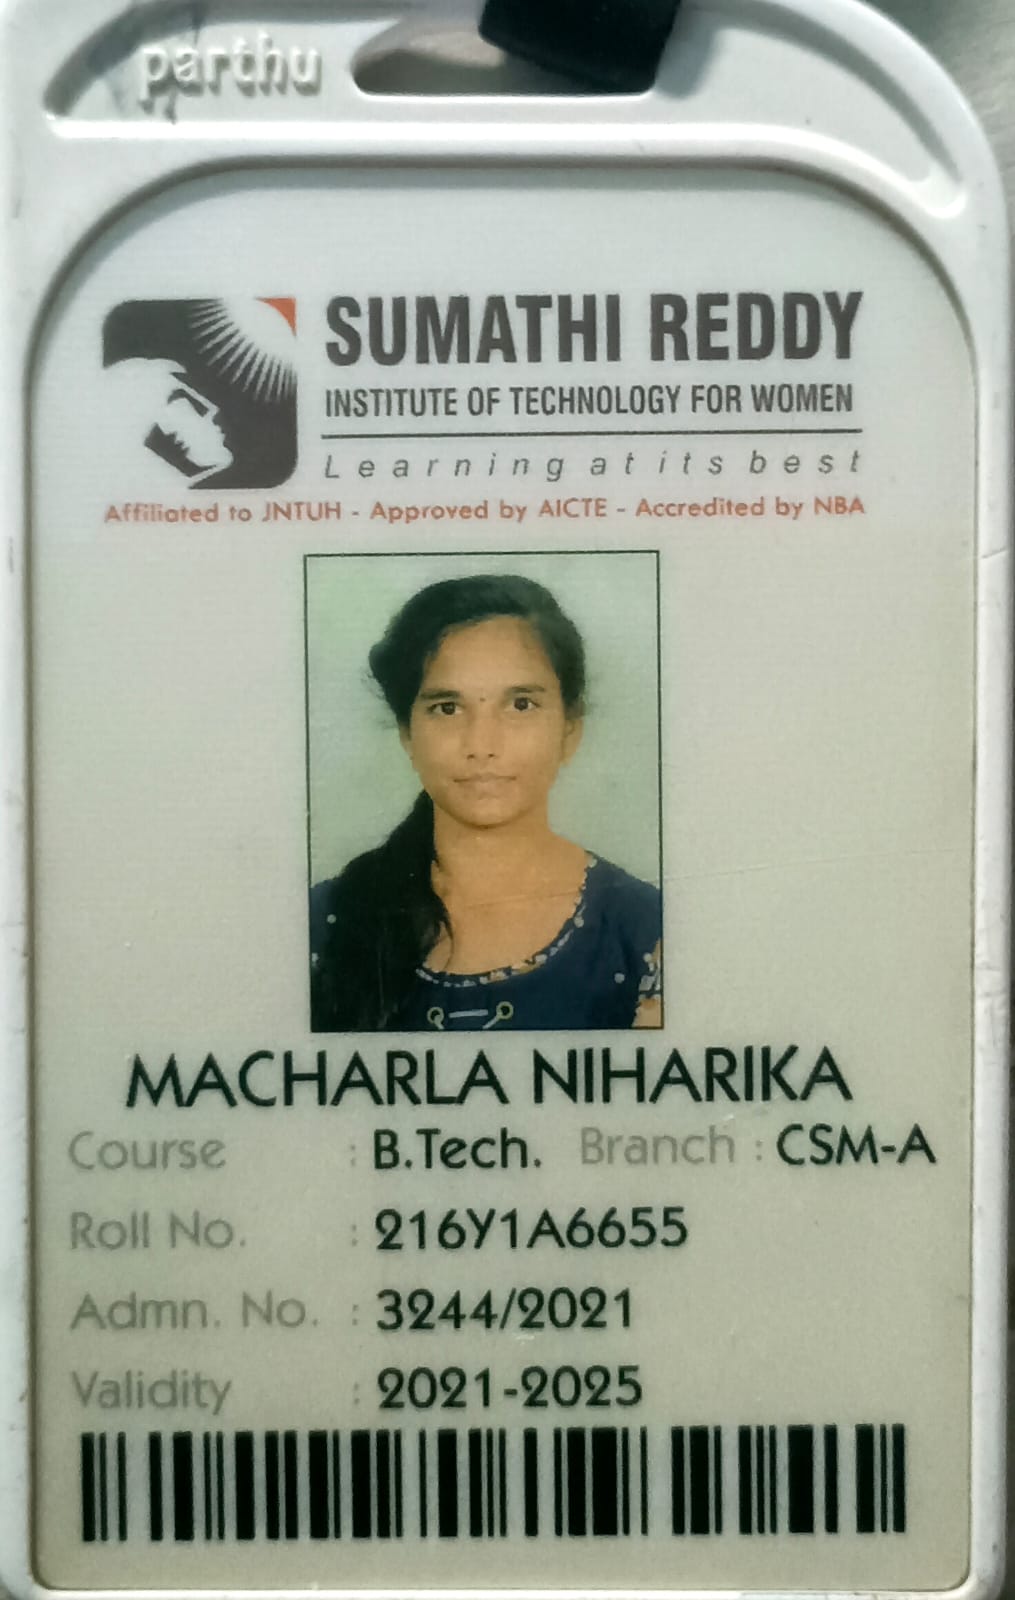 parthu
SUMATHI REDDY
INSTITUTE OF TECHNOLOGY FOR WOMEN
Learning at its best
Affiliated to JNTUH - Approved by AICTE - Accredited by NBA
MACHARLA NIHARIKA
Course : B.Tech. Branch : CSM-A
Roll No. : 216Y1A6655
Admn. No. : 3244/2021
Validity : 2021-2025